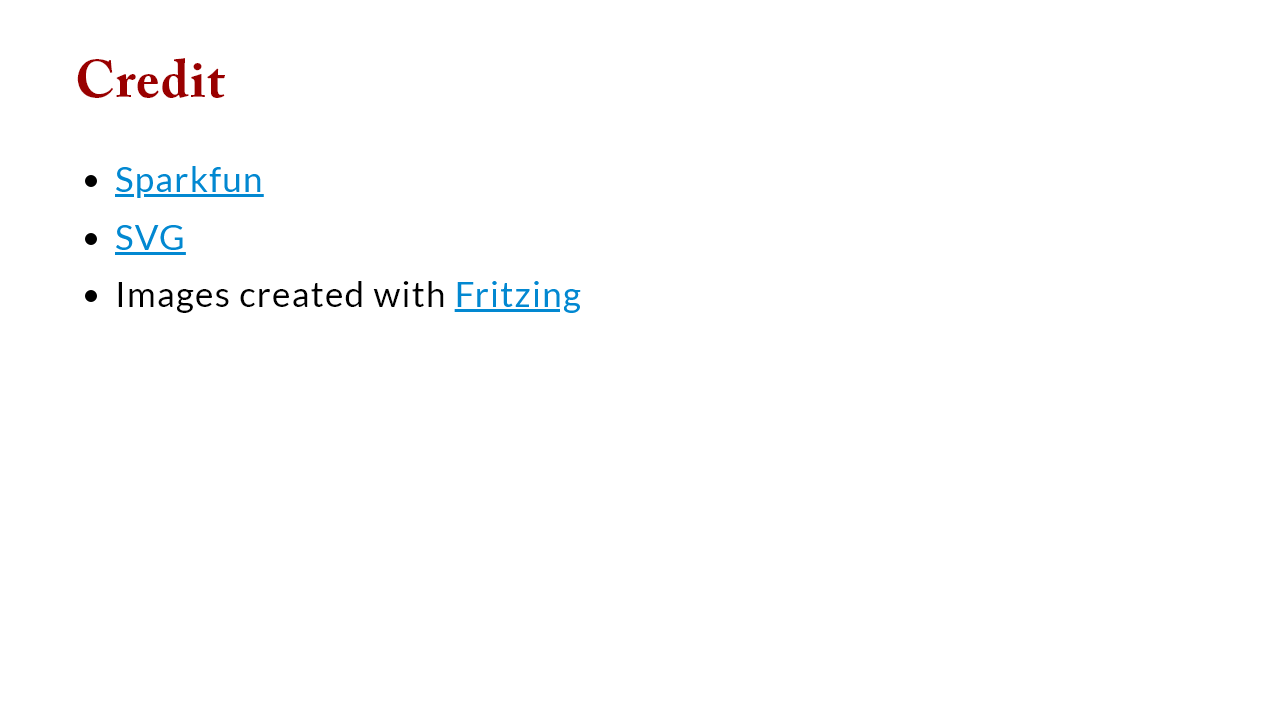 Credit
Sparkfun
SVG
Images created with Fritzing